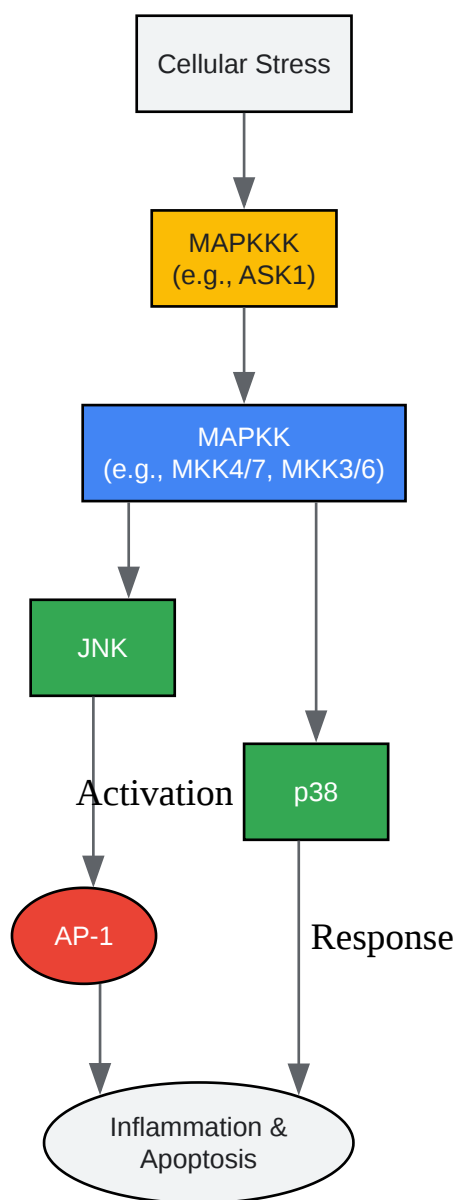 Cellular Stress
MAPKKK
(e.g., ASK1)
MAPKK
(e.g., MKK4/7, MKK3/6)
JNK
Activation
p38
AP-1
Response
Inflammation &
Apoptosis